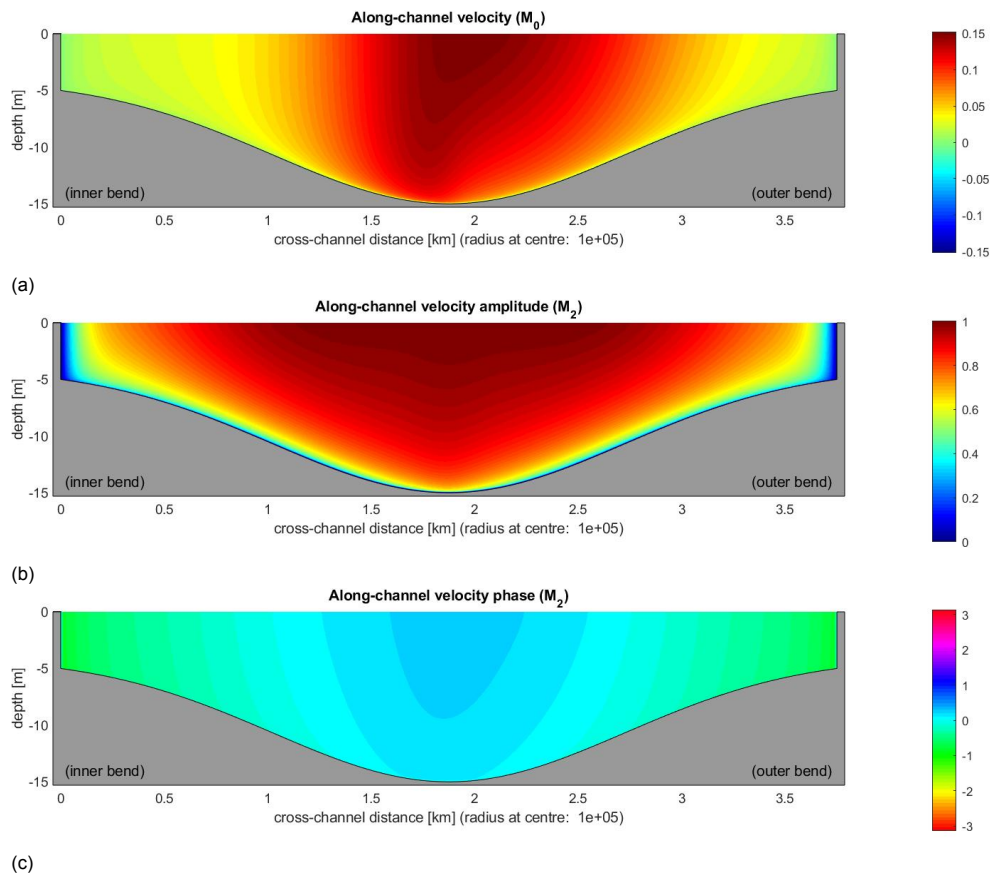 Along-channel velocity (M0)
0
-5
-10
-15
depth [m]
(inner bend)
(outer bend)
0 0.5 1 1.5 2 2.5 3 3.5
cross-channel distance [km] (radius at centre: 1e+05)
0.15
0.1
0.05
0
-0.05
-0.1
-0.15
(a)
Along-channel velocity amplitude (M2)
0
-5
-10
-15
depth [m]
(inner bend)
(outer bend)
0 0.5 1 1.5 2 2.5 3 3.5
cross-channel distance [km] (radius at centre: 1e+05)
1
0.8
0.6
0.4
0.2
0
(b)
Along-channel velocity phase (M2)
0
-5
-10
-15
depth [m]
(inner bend)
(outer bend)
0 0.5 1 1.5 2 2.5 3 3.5
cross-channel distance [km] (radius at centre: 1e+05)
3
2
1
0
-1
-2
-3
(c)